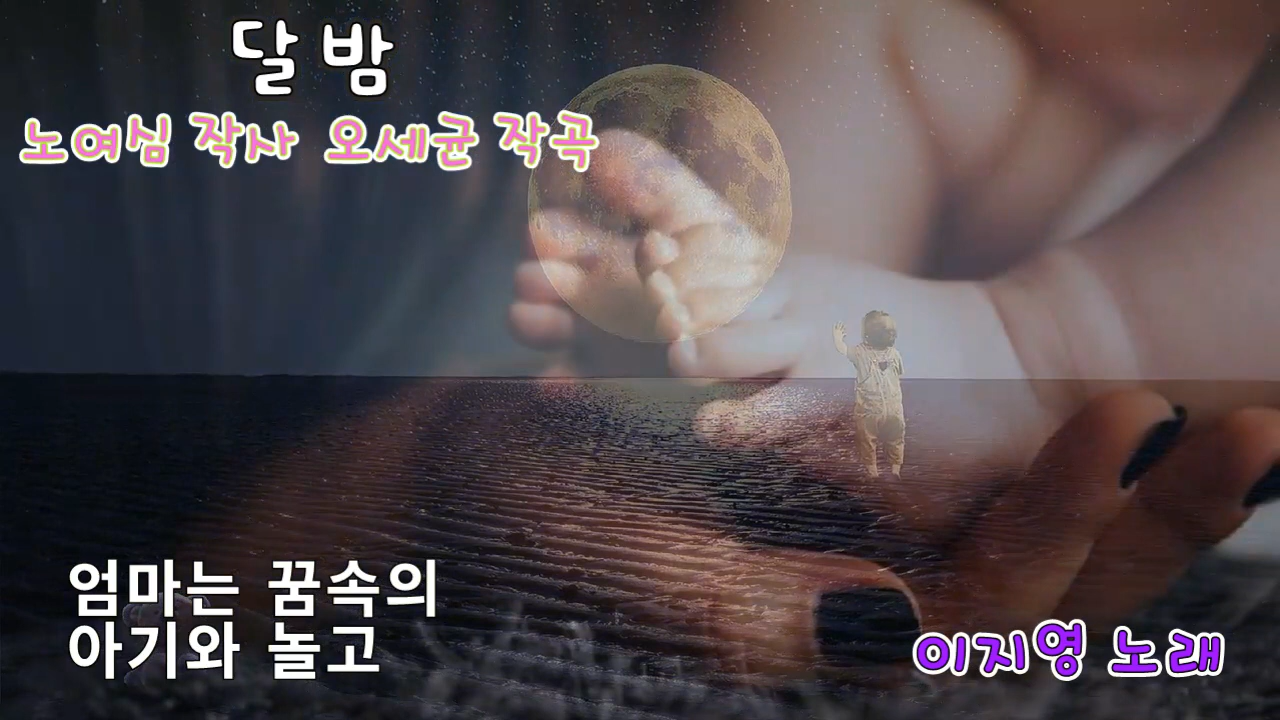 달 밤
노여심 작사 오세균 작곡
엄마는 꿈속의
아기와 놀고
이지영 노래